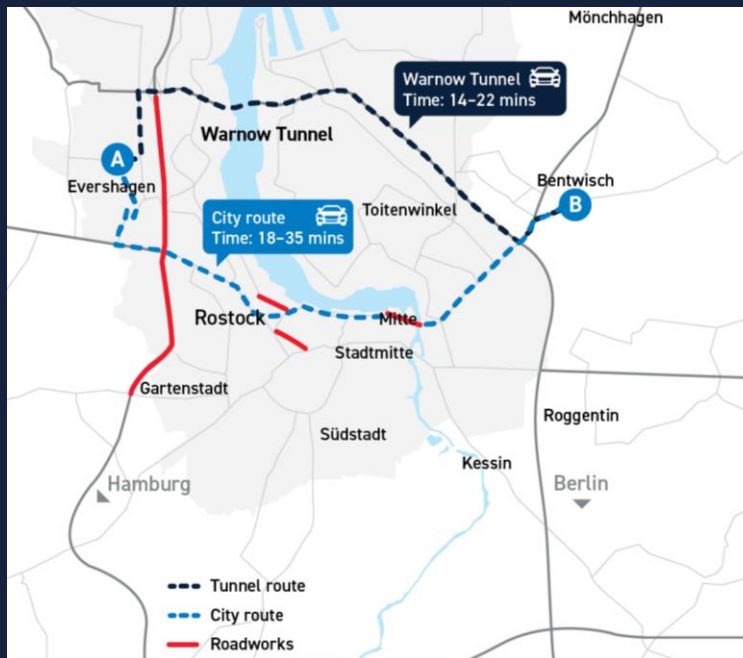 Mönchhagen
Warnow Tunnel
Time: 14–22 mins
Warnow Tunnel
A
Evershagen
Bentwisch
B
Toitenwinkel
City route
Time: 18–35 mins
Rostock
Mitte
Stadtmitte
Gartenstadt
Roggentin
Südstadt
Kessin
Hamburg
Berlin
Tunnel route
City route
Roadworks